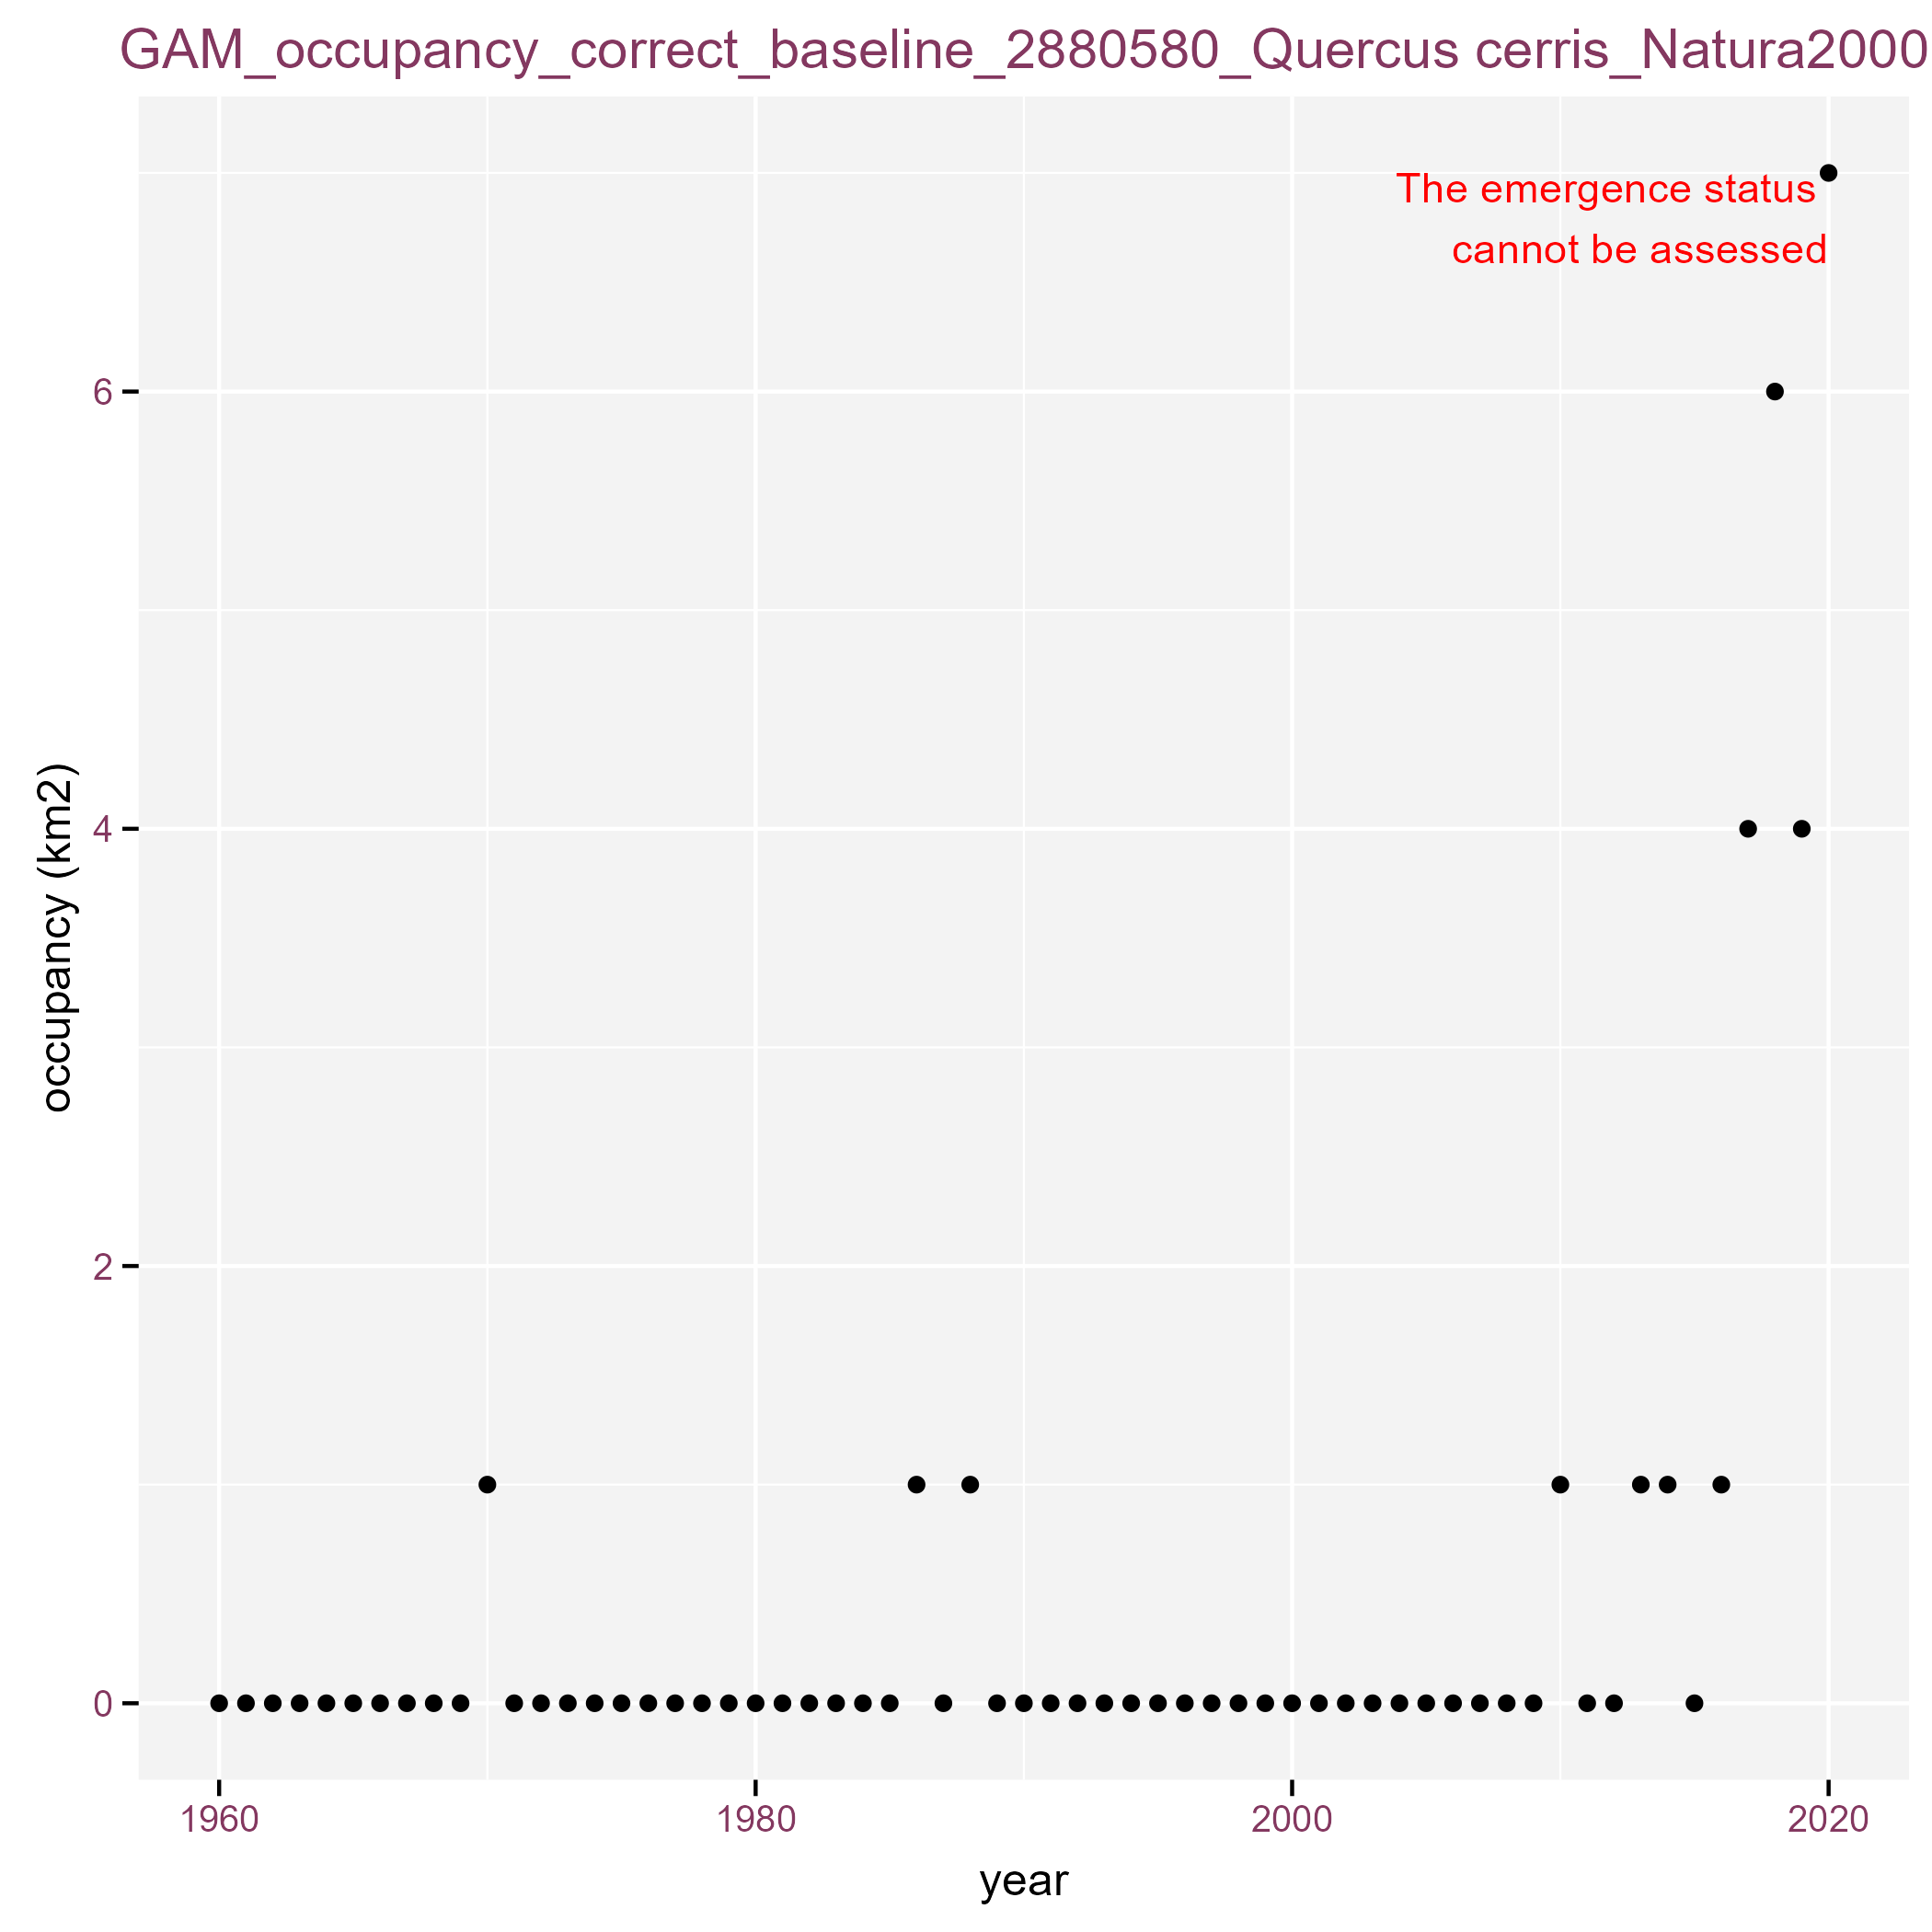 GAM_occupancy_correct_baseline_2880580_Quercus cerris_Natura2000
The emergence status
cannot be assessed
6
4
2
0
occupancy (km2)
1960 1980 2000 2020
year